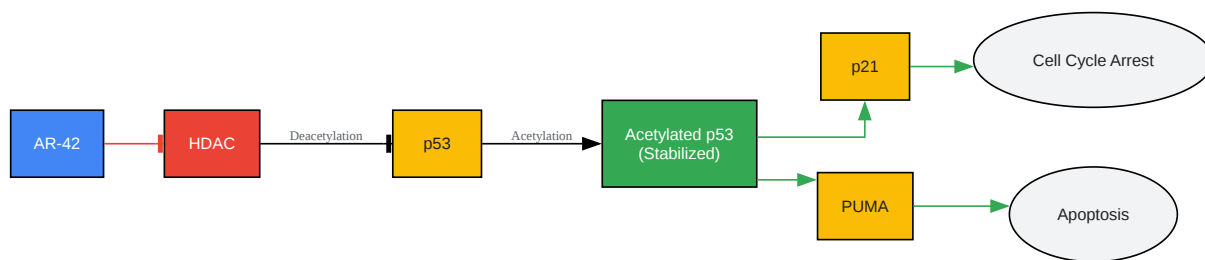 AR-42
HDAC
Deacetylation
p53
Acetylation
Acetylated p53
(Stabilized)
p21
Cell Cycle Arrest
PUMA
Apoptosis